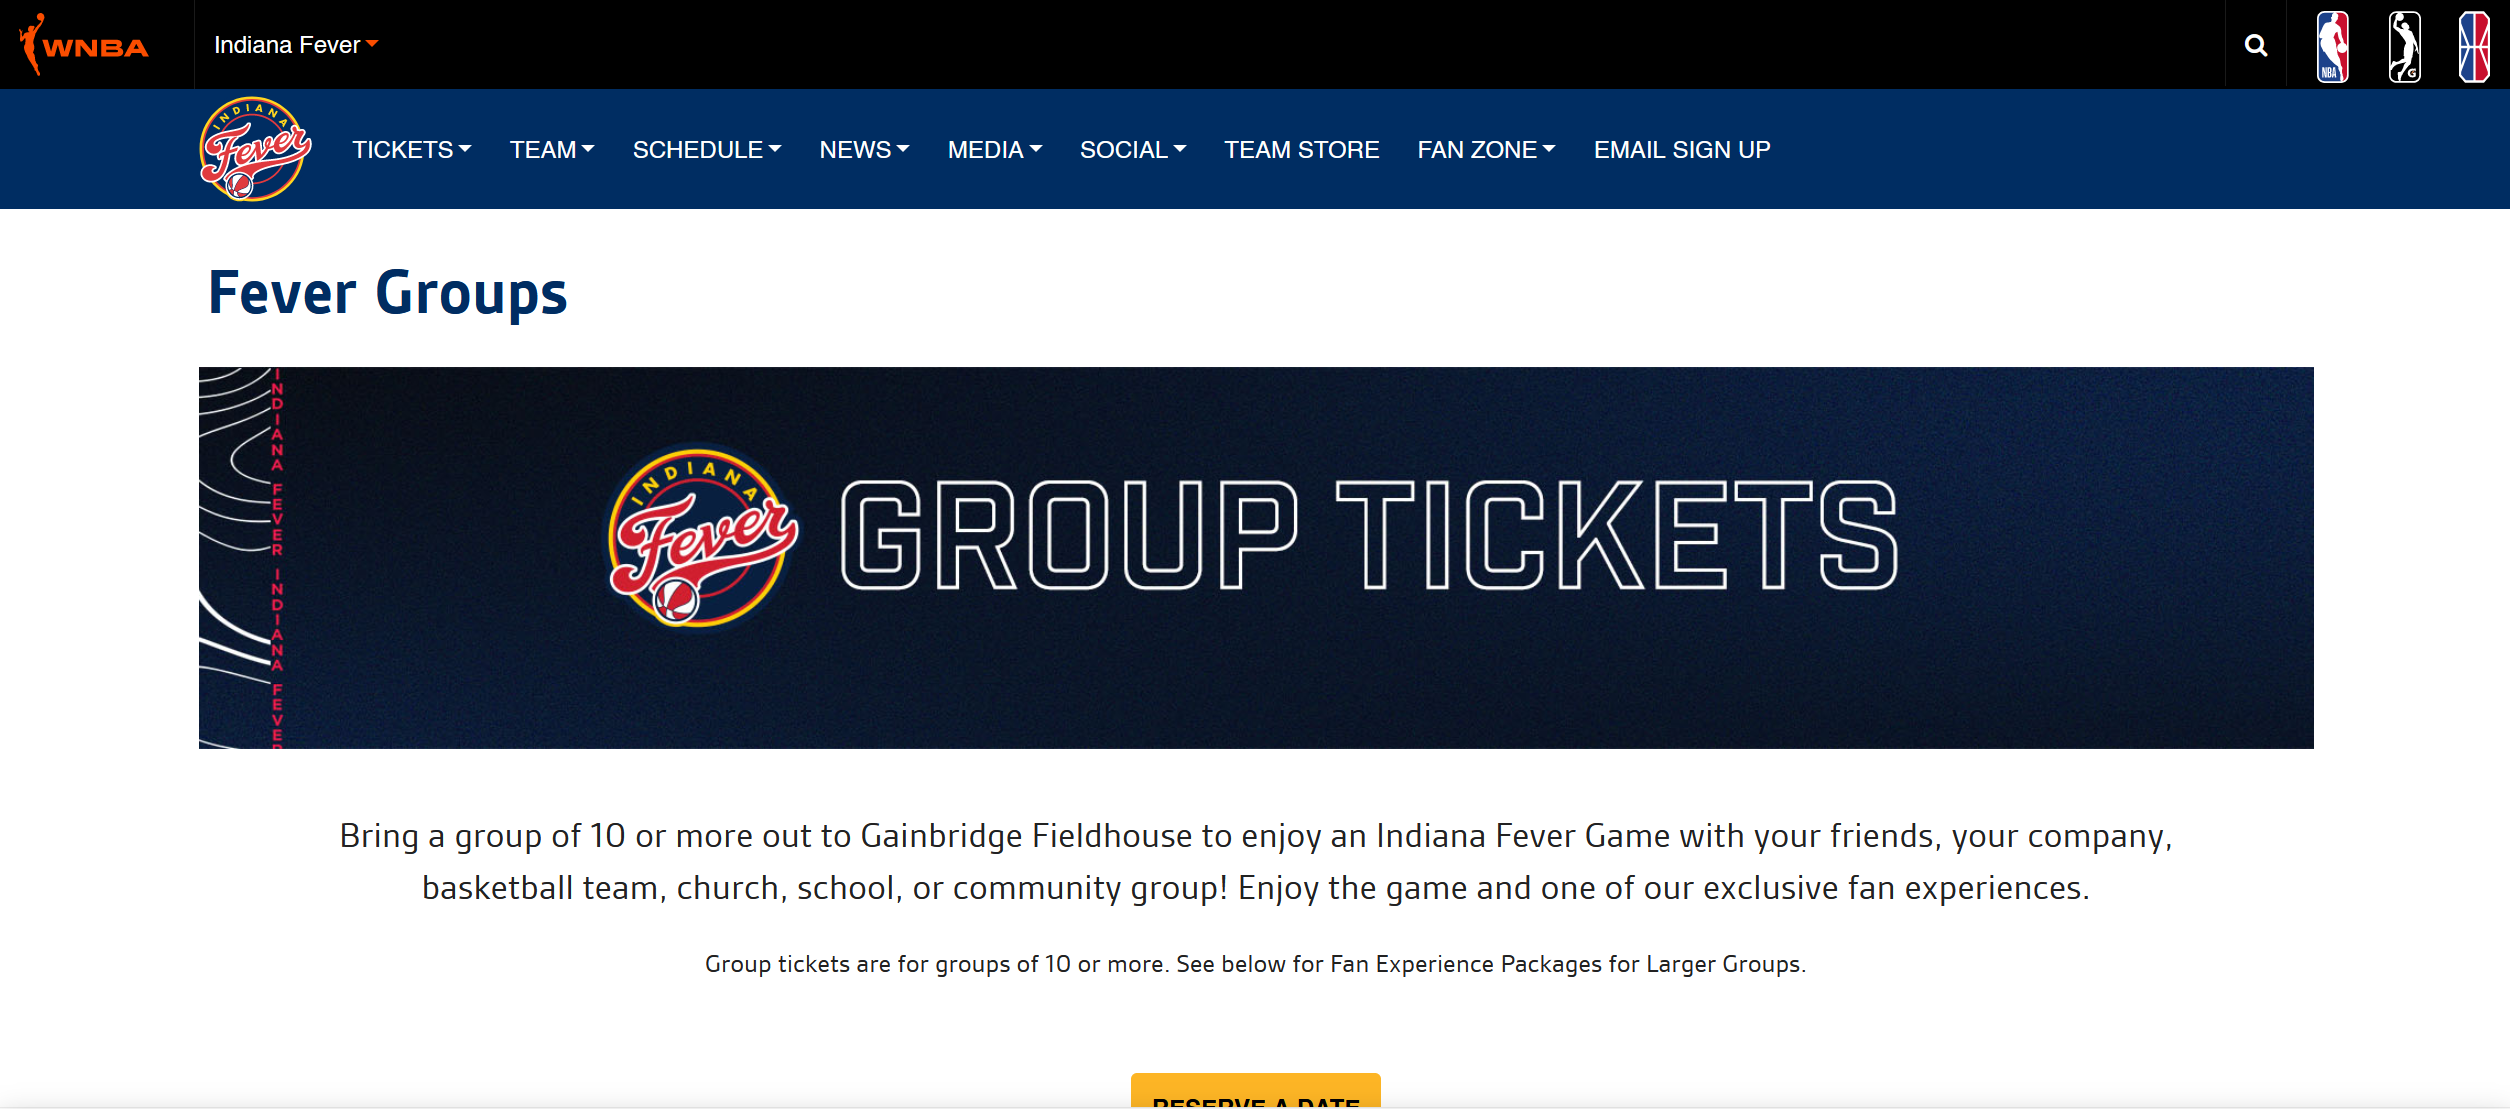 WNBA
Indiana Fever
NBA
G
INDIANA
Fever
TICKETS
TEAM
SCHEDULE
NEWS
MEDIA
SOCIAL
TEAM STORE
FAN ZONE
EMAIL SIGN UP
Fever Groups
INDIANA FEVER INDIANA FEVER
INDIANA
Fever
GROUP TICKETS
Bring a group of 10 or more out to Gainbridge Fieldhouse to enjoy an Indiana Fever Game with your friends, your company,
basketball team, church, school, or community group! Enjoy the game and one of our exclusive fan experiences.
Group tickets are for groups of 10 or more. See below for Fan Experience Packages for Larger Groups.
RESERVE A DATE